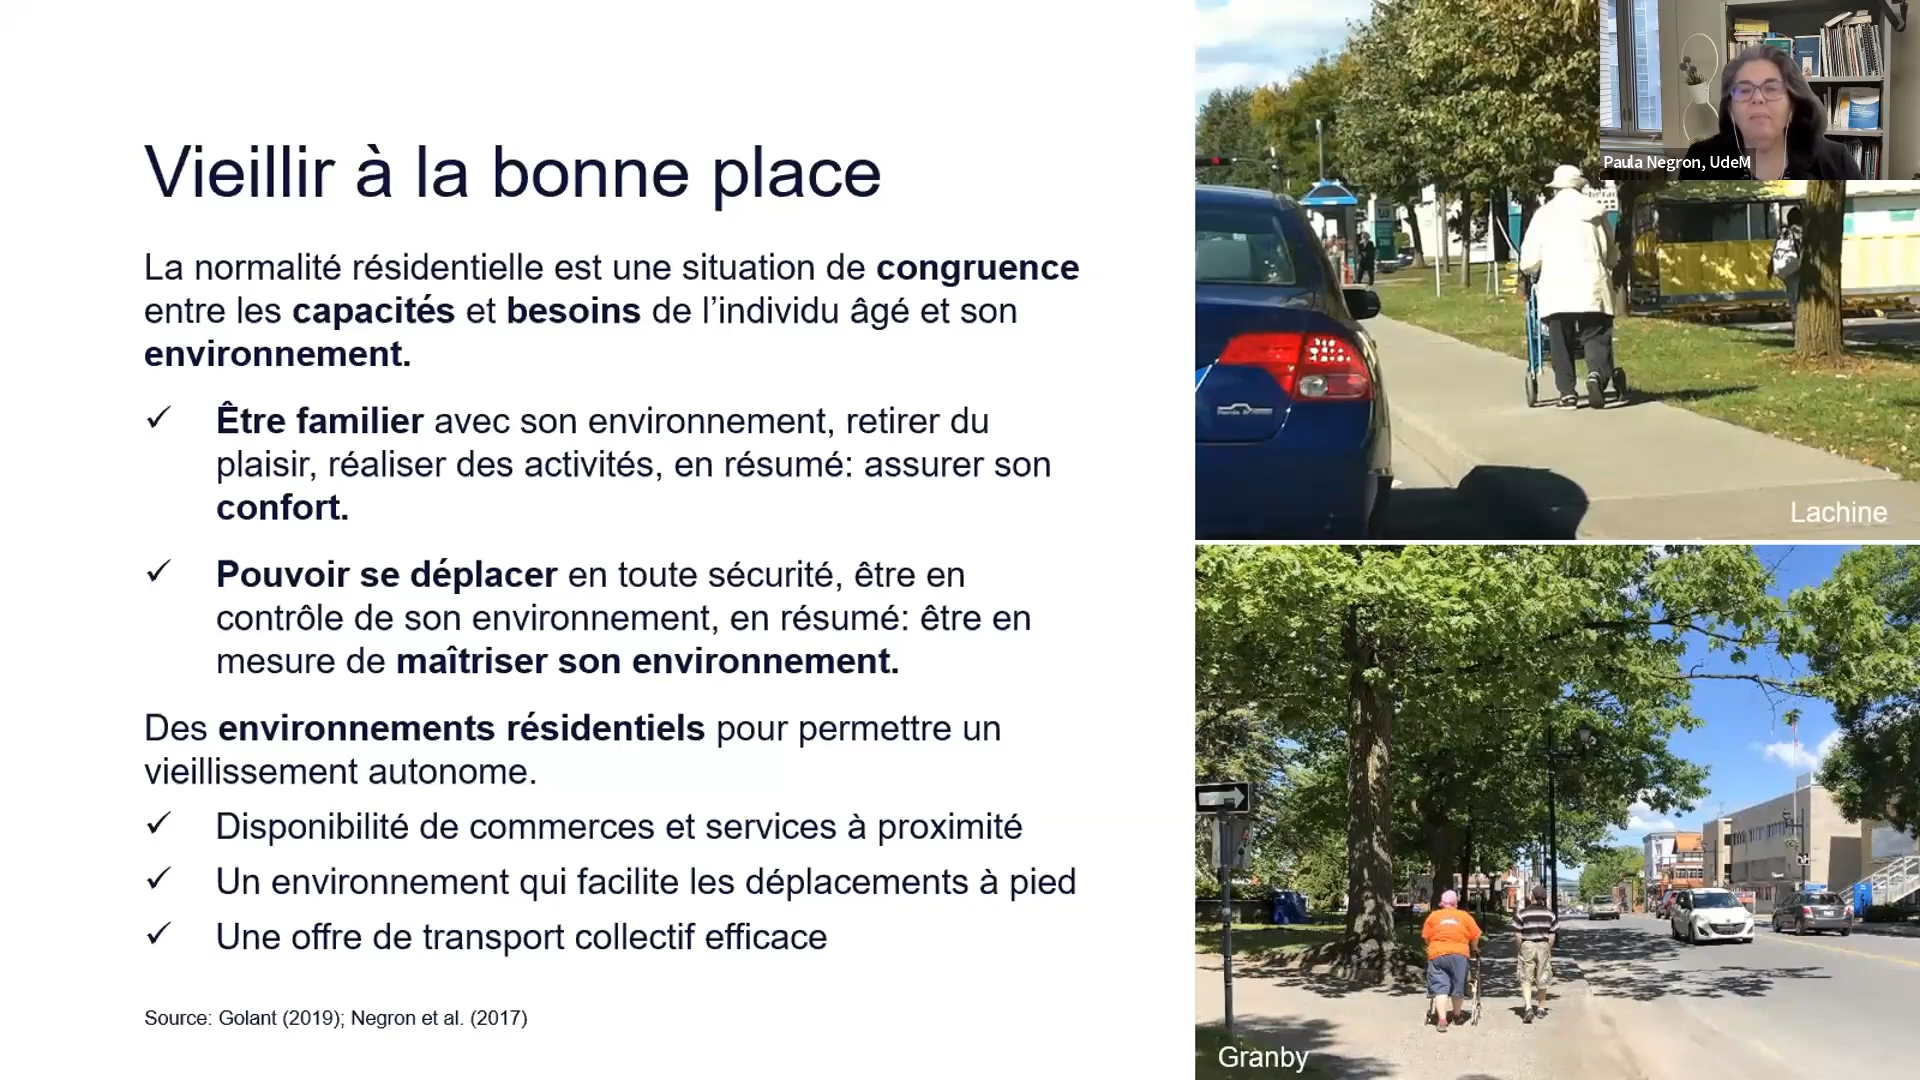 Vieillir à la bonne place
La normalité résidentielle est une situation de congruence
entre les capacités et besoins de l’individu âgé et son
environnement.
✓ Être familier avec son environnement, retirer du
plaisir, réaliser des activités, en résumé: assurer son
confort.
✓ Pouvoir se déplacer en toute sécurité, être en
contrôle de son environnement, en résumé: être en
mesure de maîtriser son environnement.
Des environnements résidentiels pour permettre un
vieillissement autonome.
✓ Disponibilité de commerces et services à proximité
✓ Un environnement qui facilite les déplacements à pied
✓ Une offre de transport collectif efficace
Source: Golant (2019); Negron et al. (2017)
Paula Negron, UdeM
Lachine
Granby